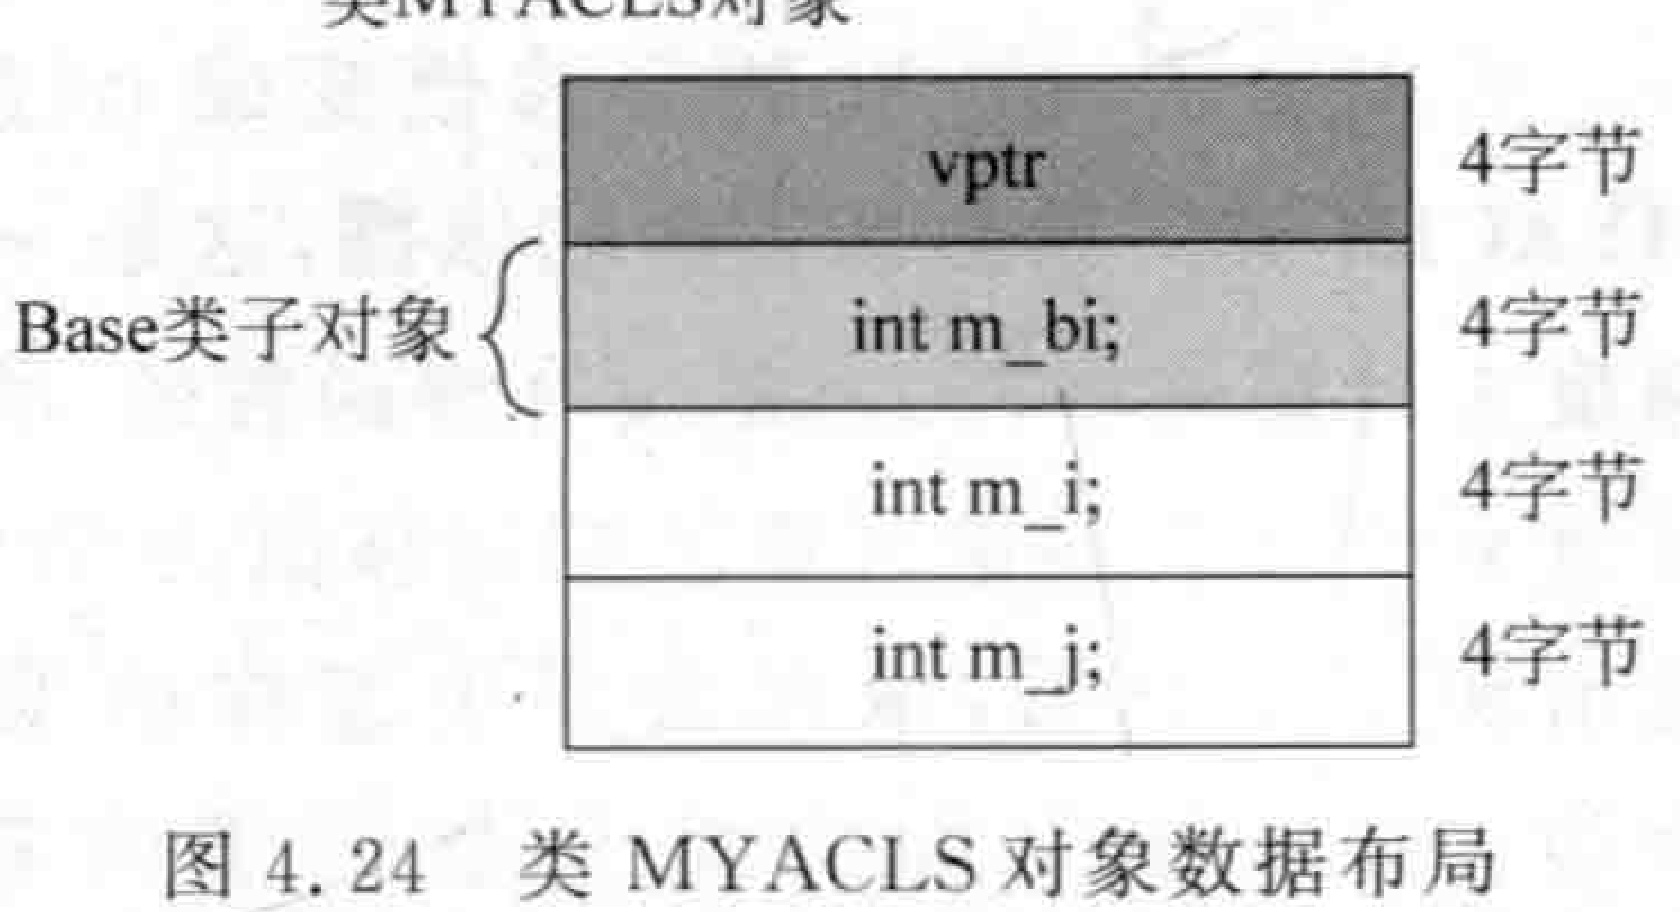 类MYACLS对象
vptr 4字节
Base类子对象 int m_bi; 4字节
int m_i; 4字节
int m_j; 4字节
图 4.24 类 MYACLS 对象数据布局